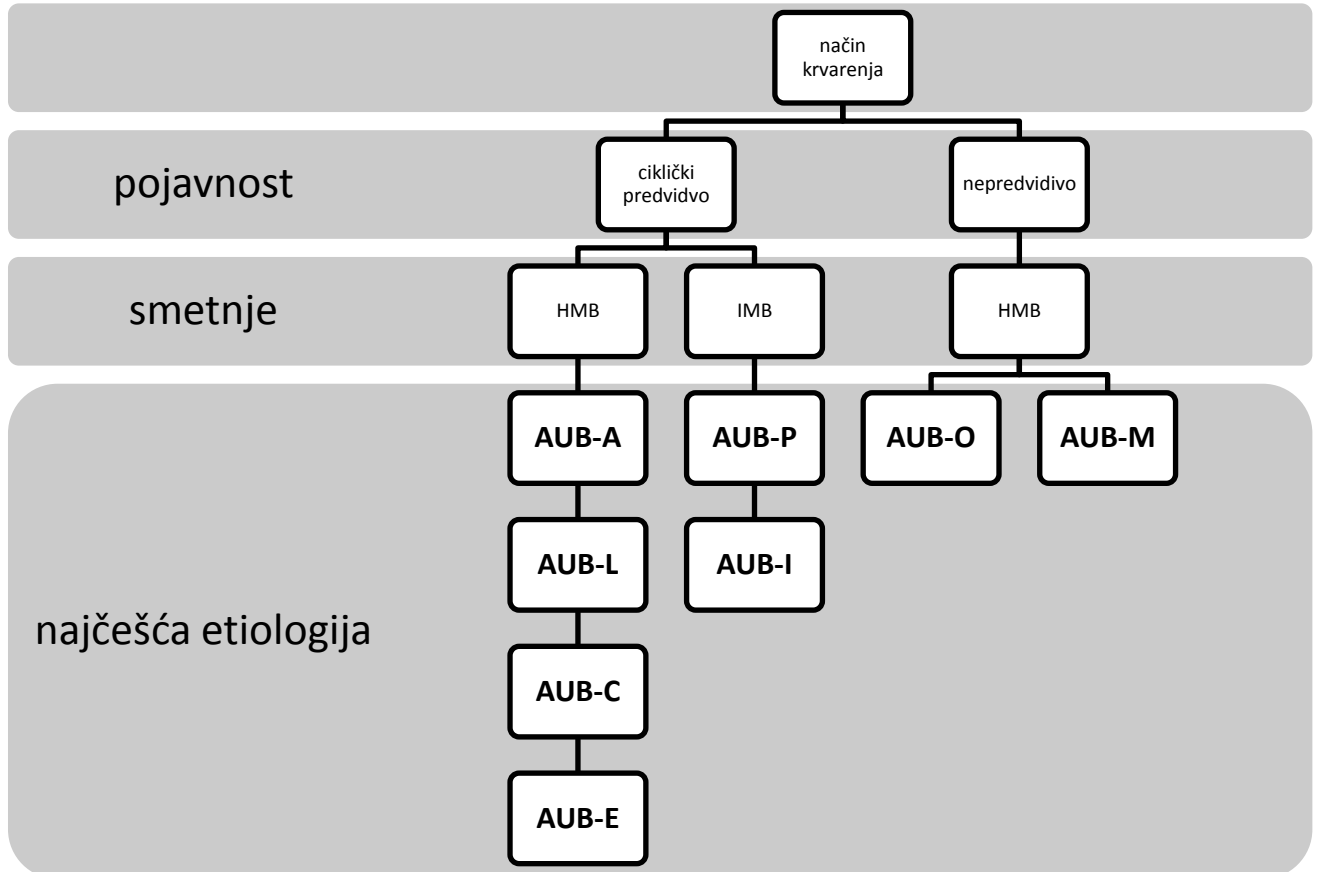 način
krvarenja
pojavnost
ciklički
predvidvo
nepredvidivo
smetnje
HMB
IMB
HMB
najčešća etiologija
AUB-A
AUB-P
AUB-O
AUB-M
AUB-L
AUB-I
AUB-C
AUB-E